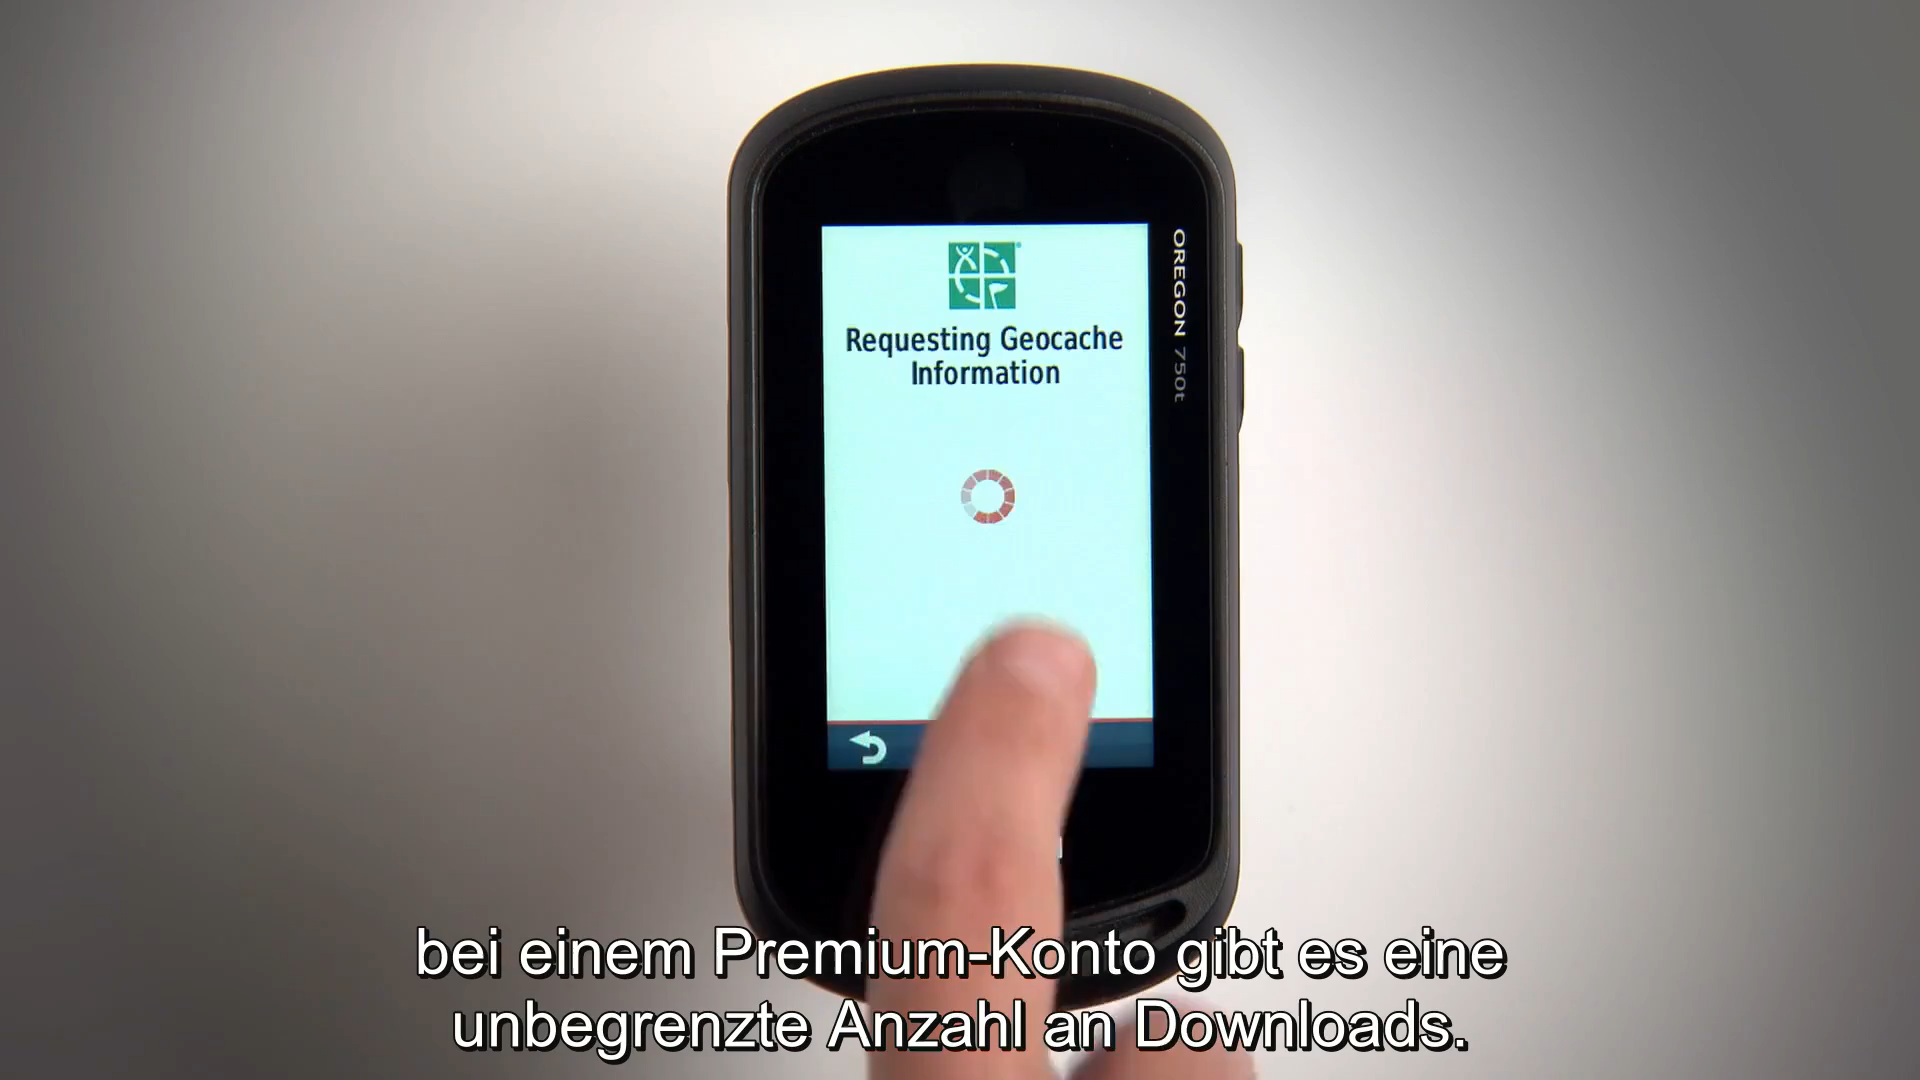 Requesting Geocache
Information
OREGON 750t
bei einem Premium-Konto gibt es eine
unbegrenzte Anzahl an Downloads.